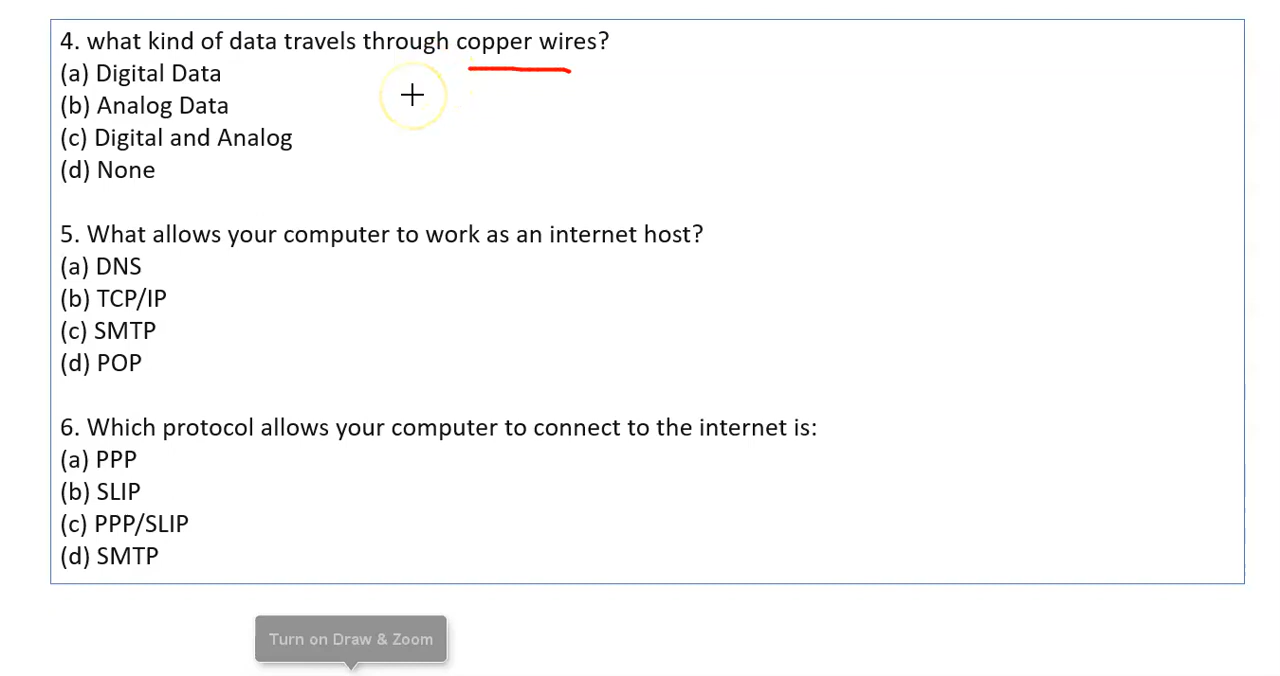 4. what kind of data travels through copper wires?
(a) Digital Data
(b) Analog Data
(c) Digital and Analog
(d) None
5. What allows your computer to work as an internet host?
(a) DNS
(b) TCP/IP
(c) SMTP
(d) POP
6. Which protocol allows your computer to connect to the internet is:
(a) PPP
(b) SLIP
(c) PPP/SLIP
(d) SMTP
Turn on Draw & Zoom